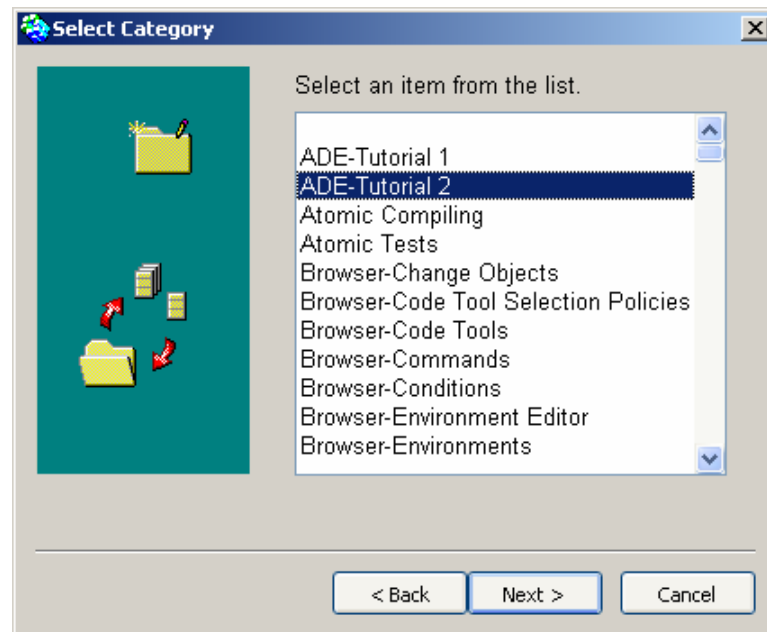 Select Category
Select an item from the list.
ADE-Tutorial 1
ADE-Tutorial 2
Atomic Compiling
Atomic Tests
Browser-Change Objects
Browser-Code Tool Selection Policies
Browser-Code Tools
Browser-Commands
Browser-Conditions
Browser-Environment Editor
Browser-Environments
< Back Next > Cancel